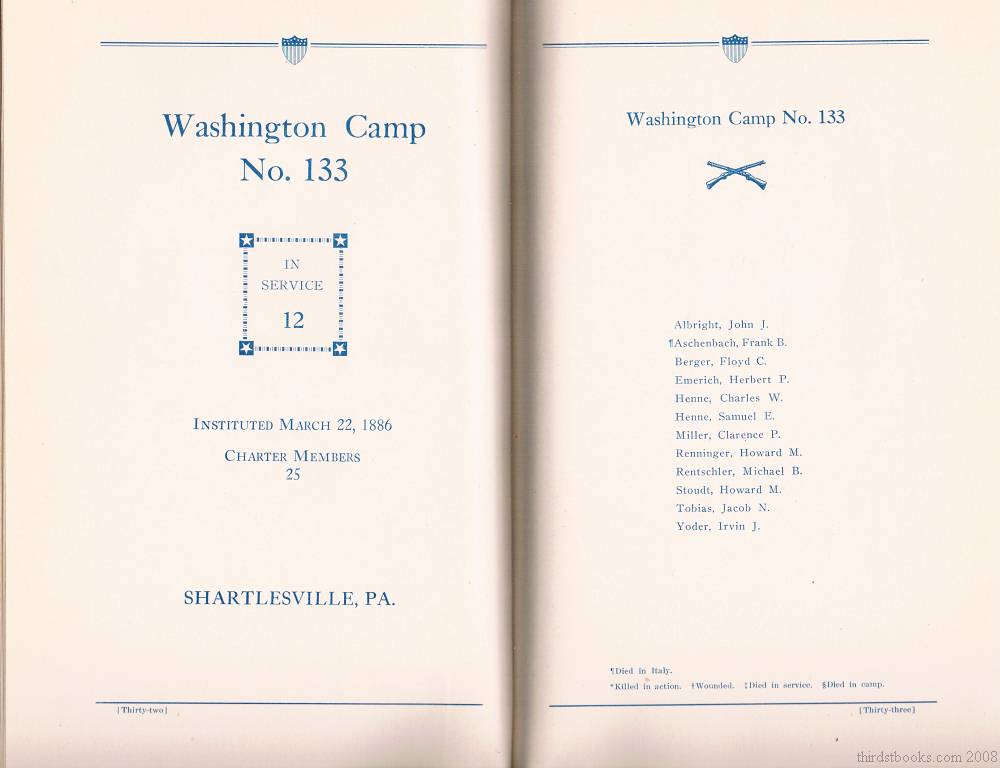 Washington Camp
No. 133
IN
SERVICE
12
INSTITUTED MARCH 22, 1886
CHARTER MEMBERS
25
SHARTLESVILLE, PA.
[Thirty-two]
Washington Camp No. 133
Albright, John J.
¶Aschenbach, Frank B.
Berger, Floyd C.
Emerich, Herbert P.
Henne, Charles W.
Henne, Samuel E.
Miller, Clarence P.
Renninger, Howard M.
Rentschler, Michael B.
Stoudt, Howard M.
Tobias, Jacob N.
Yoder, Irvin J.
¶Died in Italy.
*Killed in action. †Wounded. ‡Died in service. §Died in camp.
[Thirty-three]
thirdstbooks.com 2008